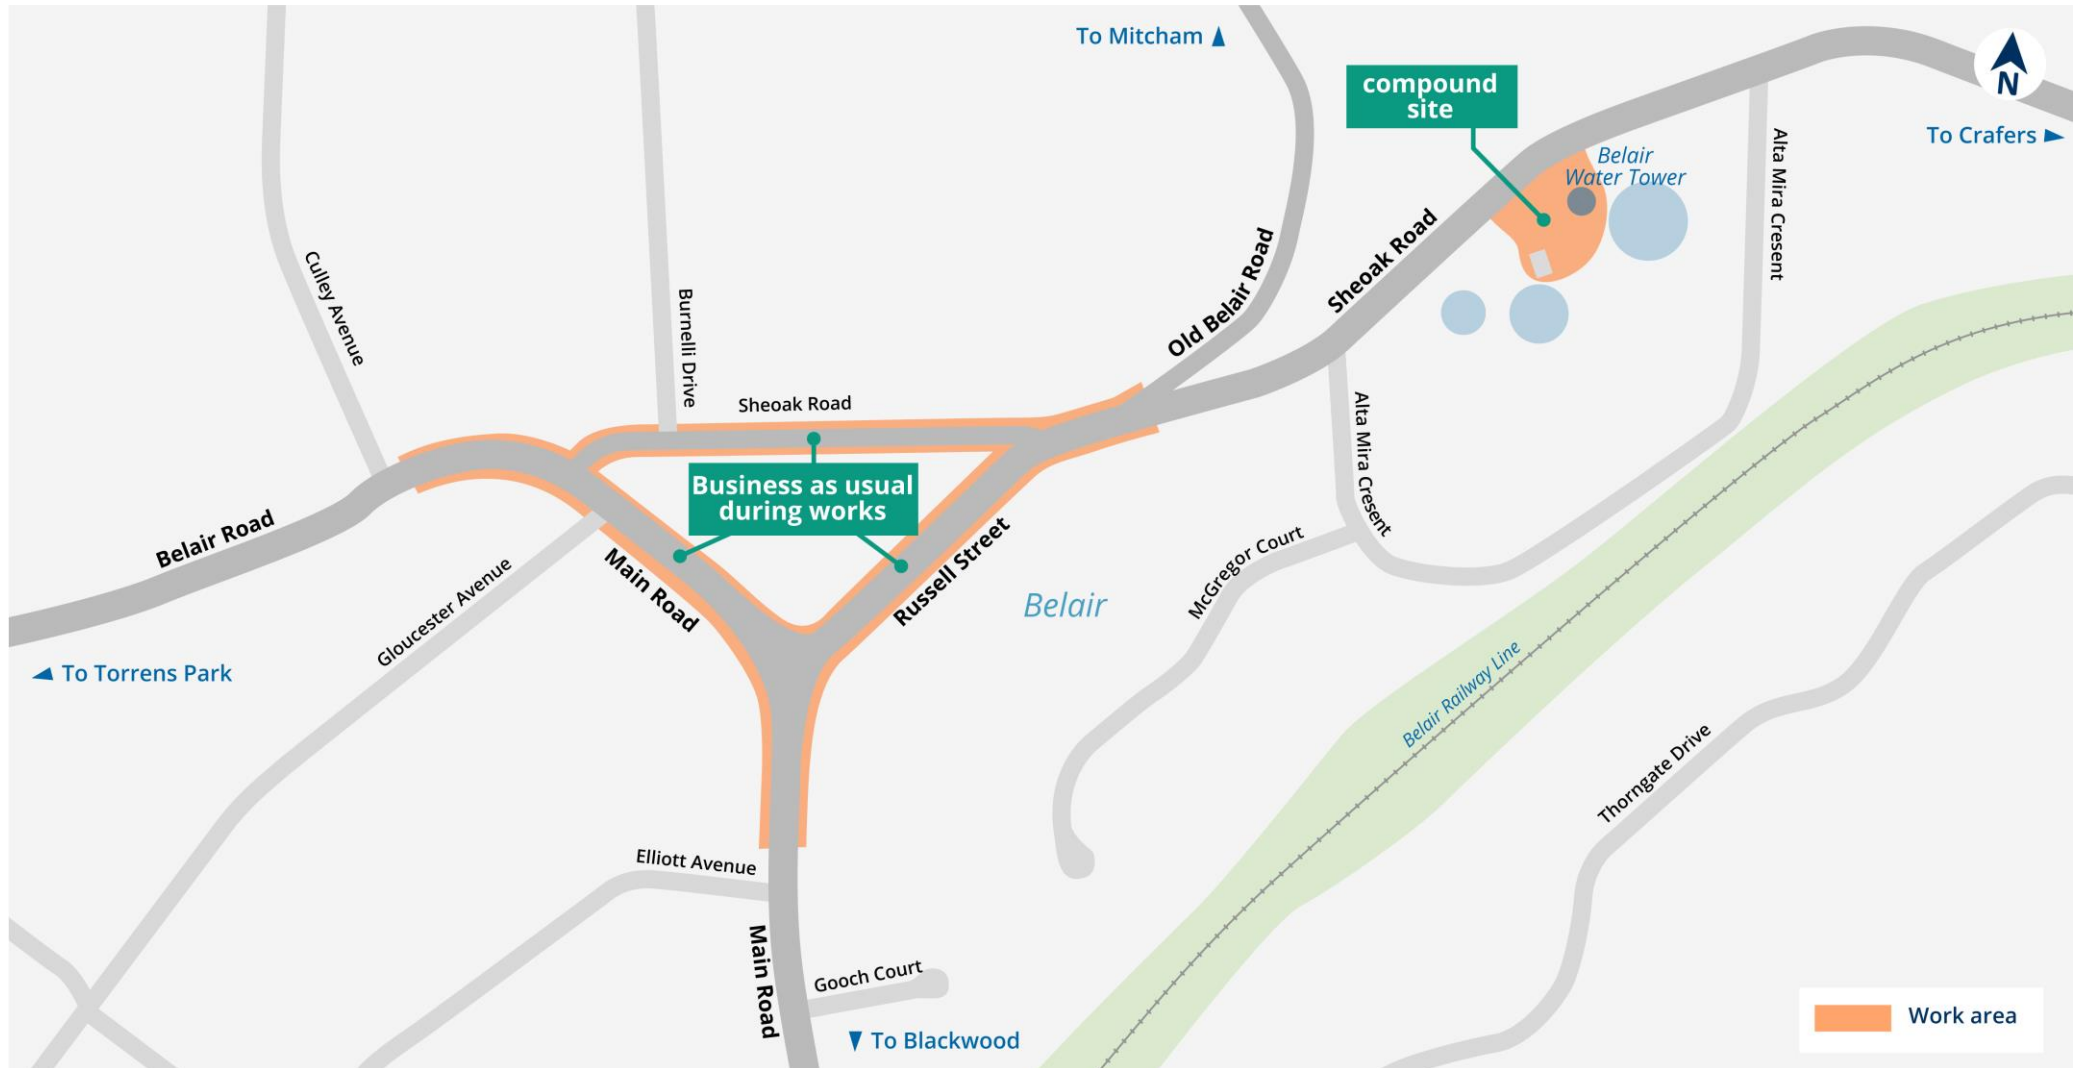 To Mitcham
compound
site
N
To Crafers
Belair
Water Tower
Alta Mira Cresent
Culley Avenue
Burnelli Drive
Old Belair Road
Sheoak Road
Sheoak Road
Alta Mira Cresent
Business as usual
during works
Belair Road
Gloucester Avenue
Main Road
Russell Street
McGregor Court
Belair
To Torrens Park
Belair Railway Line
Thorngate Drive
Elliott Avenue
Main Road
Gooch Court
To Blackwood
Work area